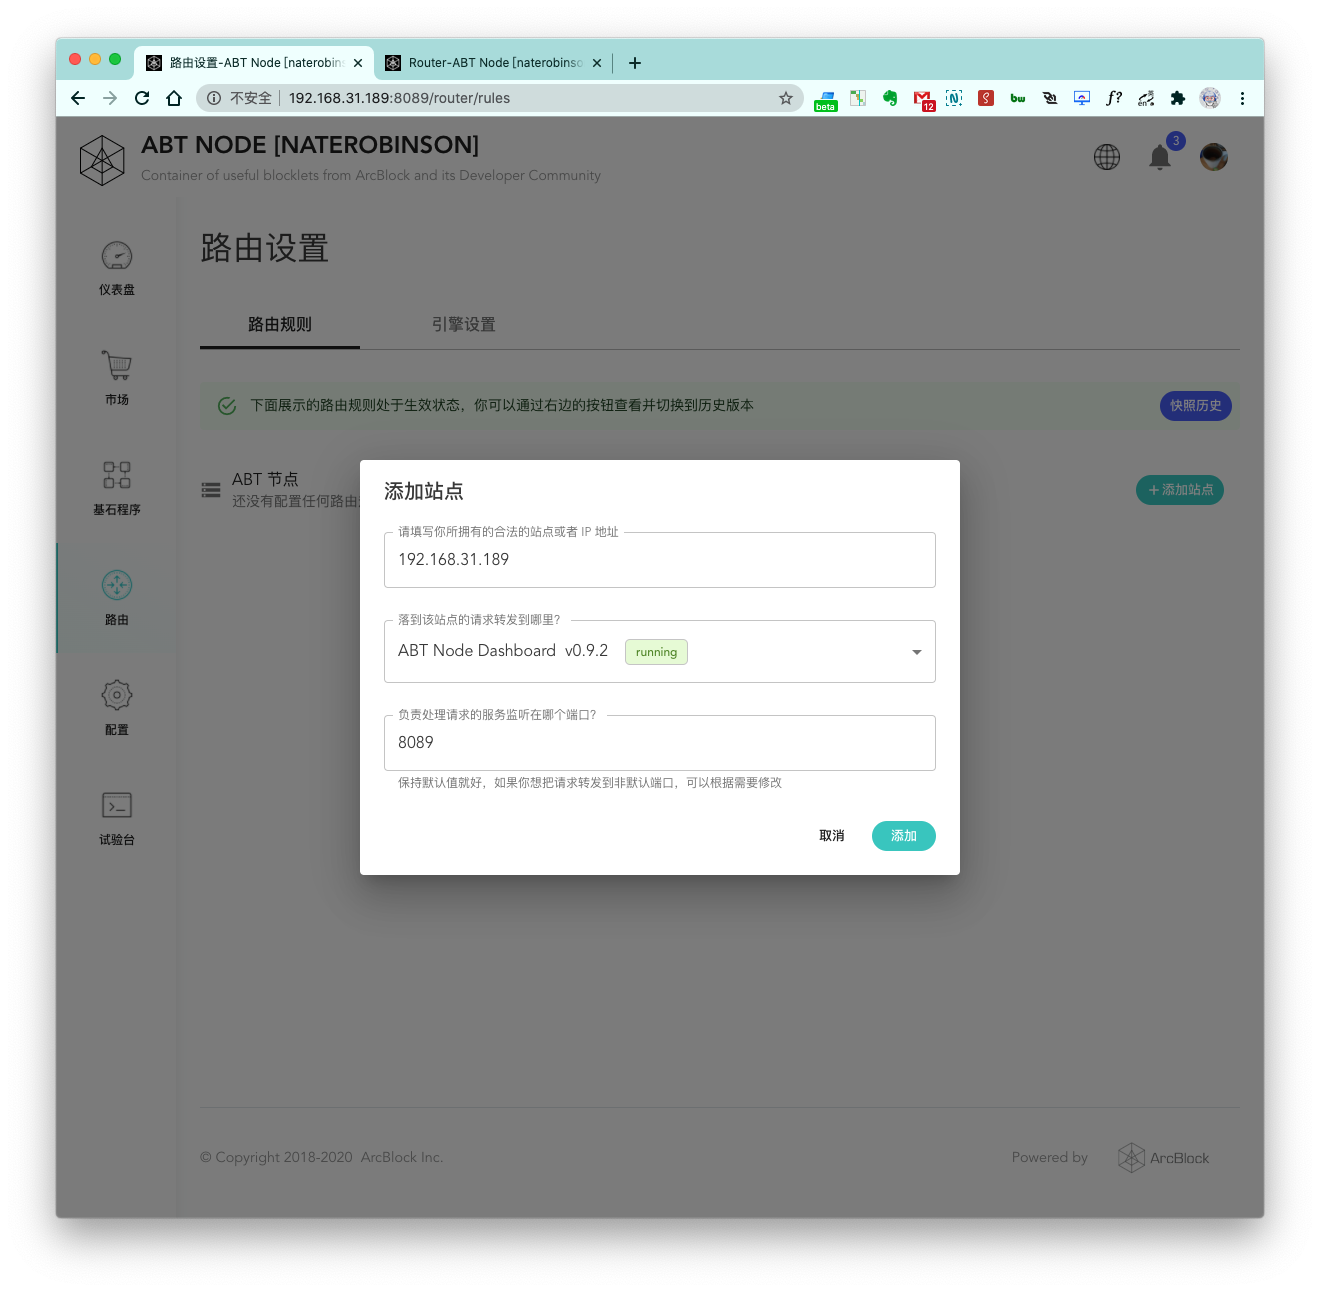 路由设置-ABT Node [naterobins
Router-ABT Node [naterobinso
不安全
192.168.31.189:8089/router/rules
beta
12
bw
f?
英
en
ABT NODE [NATEROBINSON]
Container of useful blocklets from ArcBlock and its Developer Community
3
仪表盘
市场
基石程序
路由
配置
试验台
路由设置
路由规则
引擎设置
下面展示的路由规则处于生效状态，你可以通过右边的按钮查看并切换到历史版本
快照历史
ABT 节点
还没有配置任何路由
+ 添加站点
添加站点
请填写你所拥有的合法的站点或者 IP 地址
192.168.31.189
落到该站点的请求转发到哪里？
ABT Node Dashboard v0.9.2 running
负责处理请求的服务监听在哪个端口？
8089
保持默认值就好，如果你想把请求转发到非默认端口，可以根据需要修改
取消
添加
© Copyright 2018-2020 ArcBlock Inc.
Powered by
ArcBlock